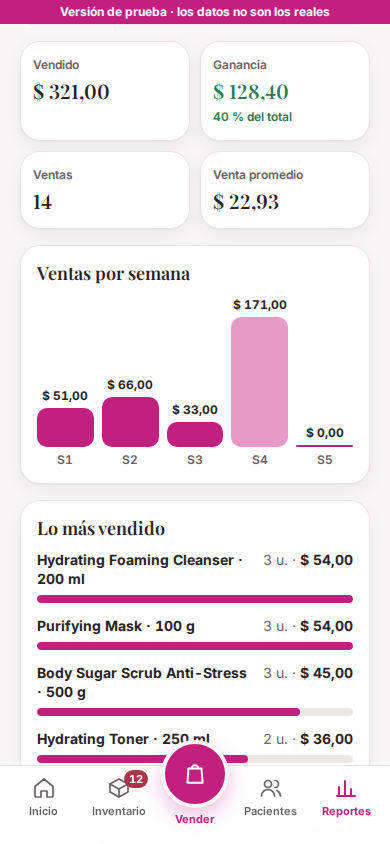 Versión de prueba · los datos no son los reales
Vendido
$ 321,00
Ganancia
$ 128,40
40 % del total
Ventas
14
Venta promedio
$ 22,93
Ventas por semana
$ 51,00
$ 66,00
$ 33,00
$ 171,00
$ 0,00
S1 S2 S3 S4 S5
Lo más vendido
Hydrating Foaming Cleanser · 3 u. · $ 54,00
200 ml
Purifying Mask · 100 g 3 u. · $ 54,00
Body Sugar Scrub Anti-Stress 3 u. · $ 45,00
· 500 g
Hydrating Toner · 250 ml 2 u. · $ 36,00
12
Inicio
Inventario
Vender
Pacientes
Reportes